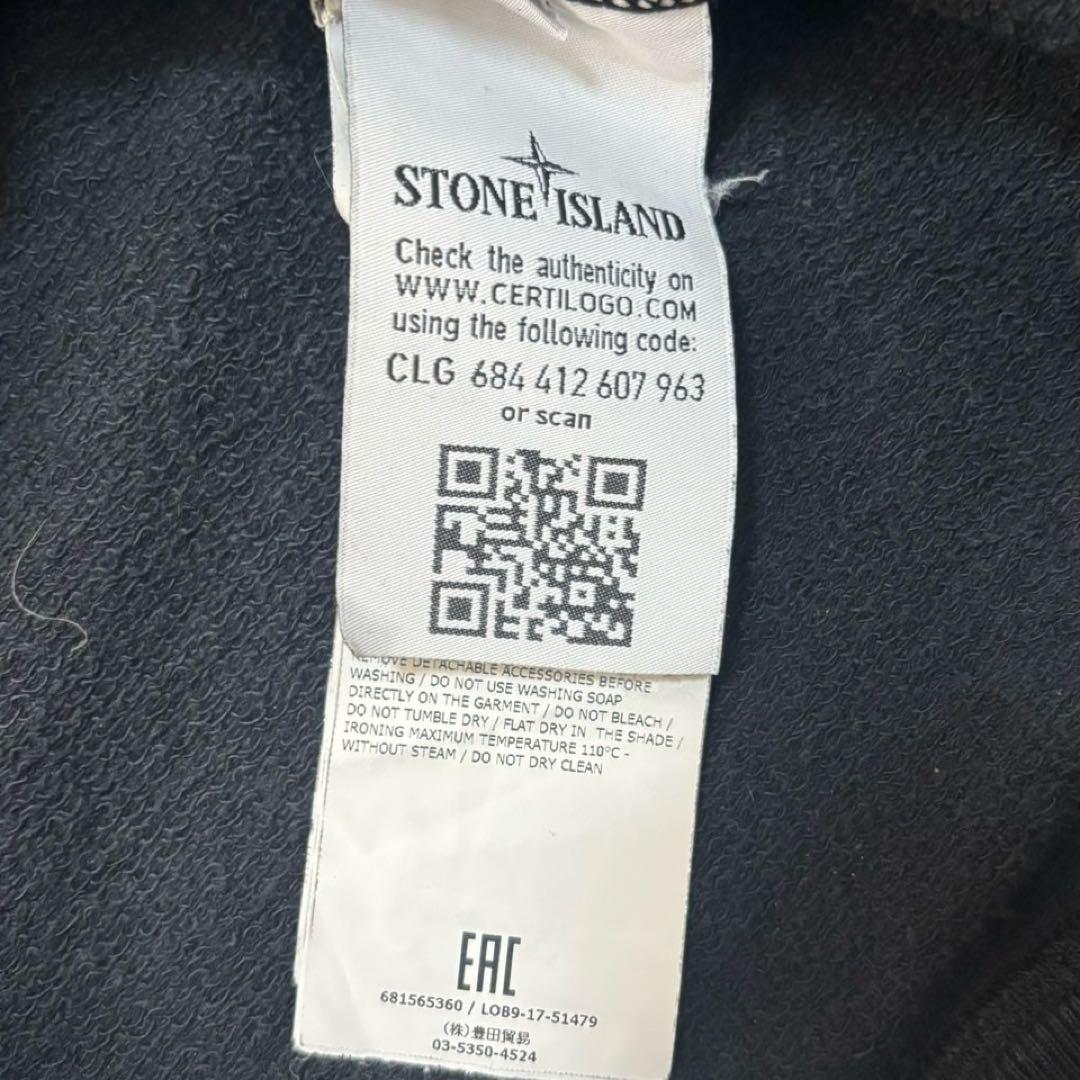 STONE ISLAND
Check the authenticity on
WWW.CERTILOGO.COM
using the following code:
CLG 684 412 607 963
or scan
REMOVE DETACHABLE ACCESSORIES BEFORE
WASHING / DO NOT USE WASHING SOAP
DIRECTLY ON THE GARMENT / DO NOT BLEACH /
DO NOT TUMBLE DRY / FLAT DRY IN THE SHADE /
IRONING MAXIMUM TEMPERATURE 110°C -
WITHOUT STEAM / DO NOT DRY CLEAN
EAC
681565360 / LOB9-17-51479
(株)豊田貿易
03-5350-4524